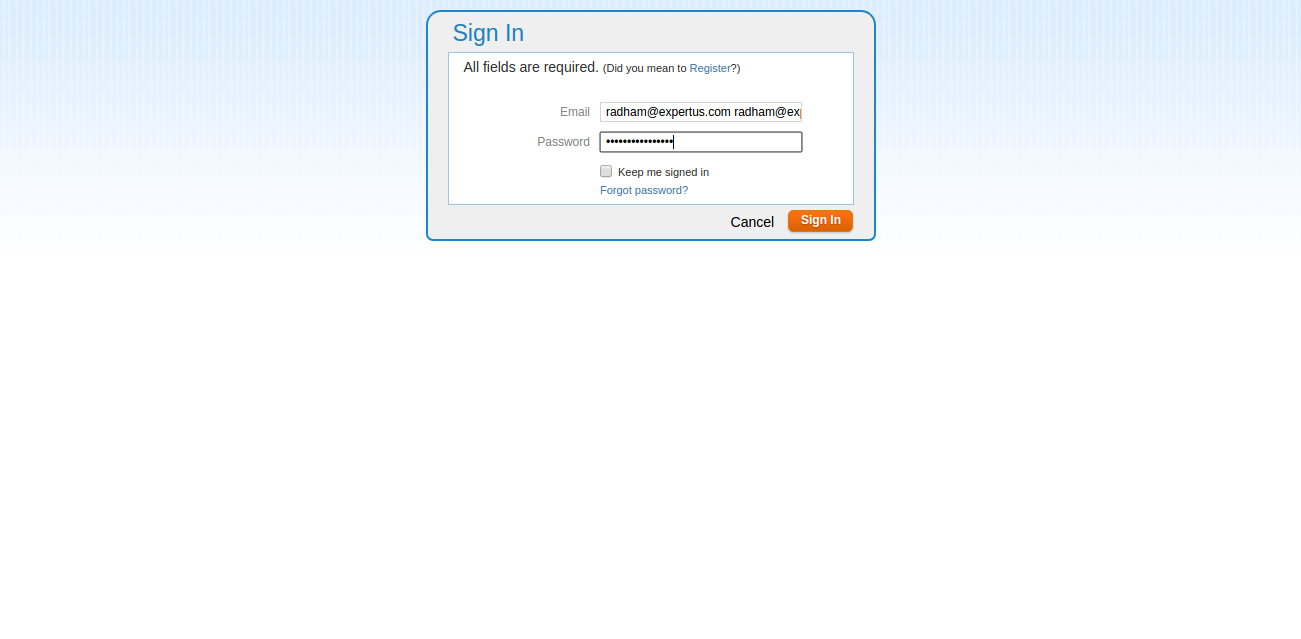 Sign In
All fields are required. (Did you mean to Register?)
Email radham@expertus.com radham@exp
Password ••••••••••••••••
Keep me signed in
Forgot password?
Cancel Sign In